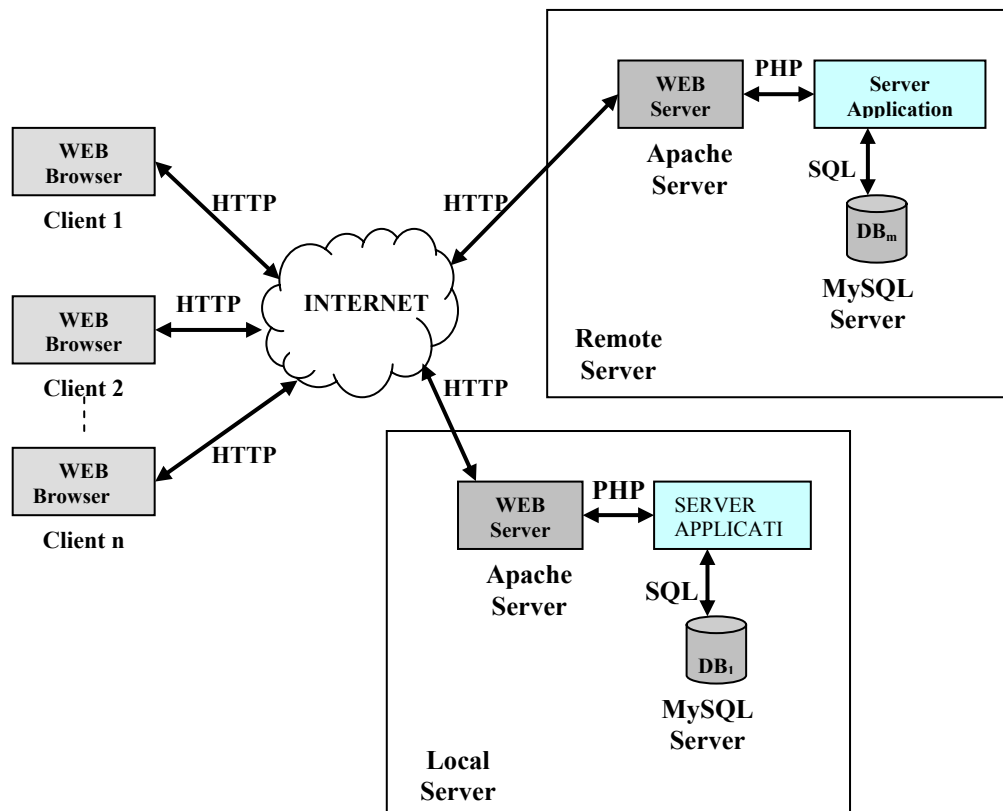 WEB
Browser
Client 1
HTTP
WEB
Browser
Client 2
HTTP
WEB
Browser
Client n
HTTP
INTERNET
HTTP
WEB
Server
Apache
Server
PHP
Server
Application
SQL
DBₘ
MySQL
Server
Remote
Server
HTTP
WEB
Server
Apache
Server
PHP
SERVER
APPLICATI
SQL
DB₁
MySQL
Server
Local
Server